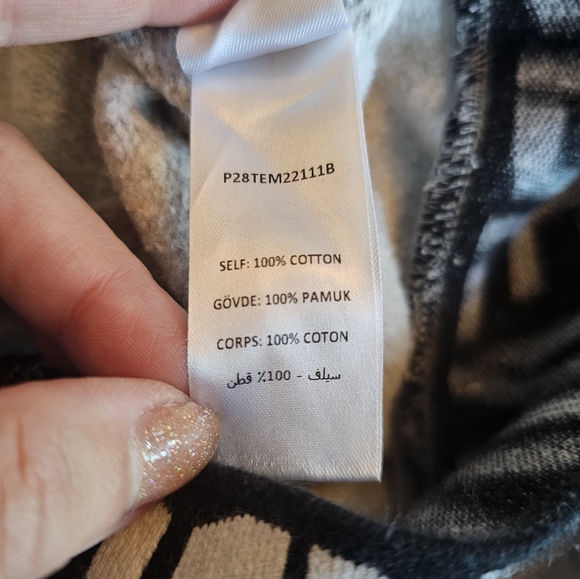 P28TEM22111B
SELF: 100% COTTON
GÖVDE: 100% PAMUK
CORPS: 100% COTON
سيلف - 100٪ قطن